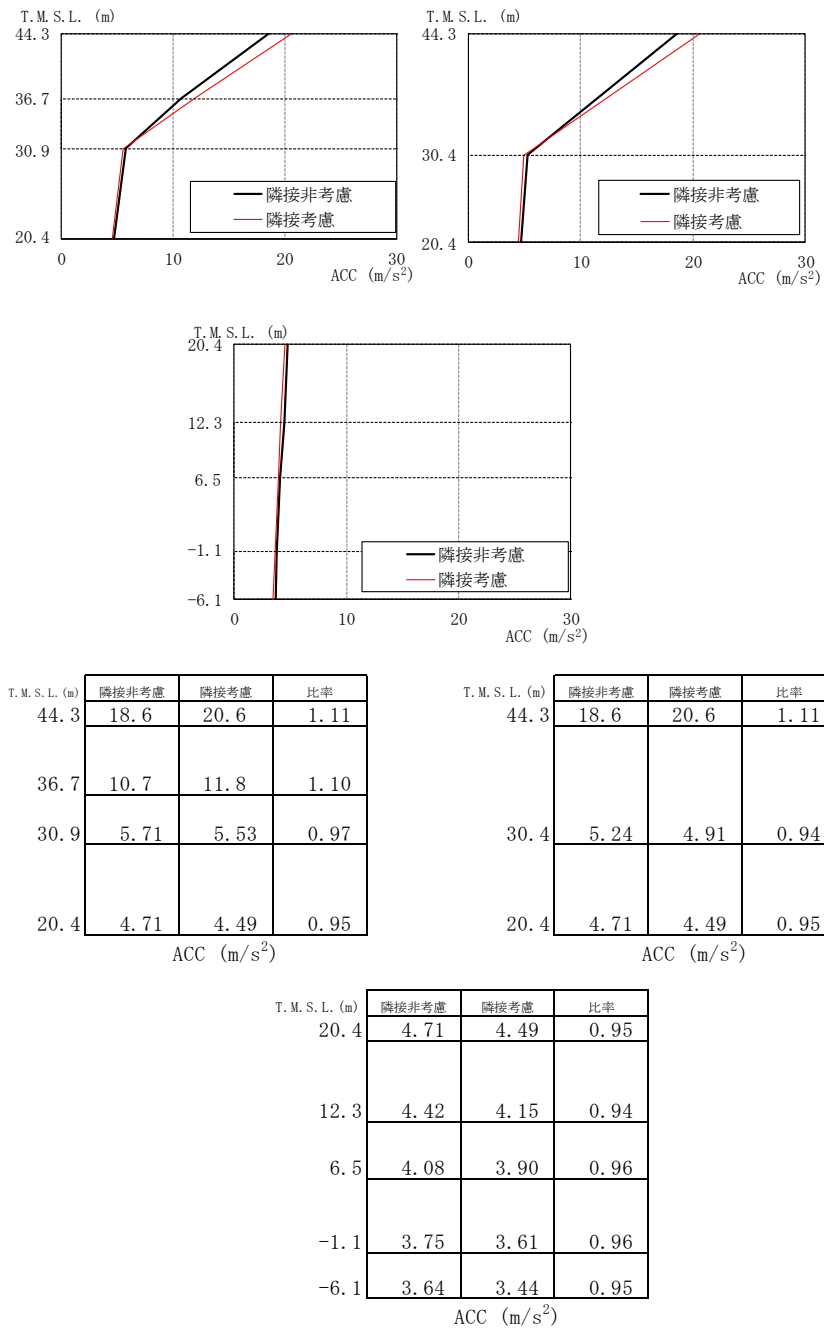 T.M.S.L. (m)
44.3
36.7
30.9
20.4
0 10 20 30
ACC (m/s²)
隣接非考慮
隣接考慮
T.M.S.L. (m)
44.3
30.4
20.4
0 10 20 30
ACC (m/s²)
隣接非考慮
隣接考慮
T.M.S.L. (m)
20.4
12.3
6.5
-1.1
-6.1
0 10 20 30
ACC (m/s²)
隣接非考慮
隣接考慮
T.M.S.L.(m) 隣接非考慮 隣接考慮 比率
44.3 18.6 20.6 1.11
36.7 10.7 11.8 1.10
30.9 5.71 5.53 0.97
20.4 4.71 4.49 0.95
ACC (m/s²)
T.M.S.L.(m) 隣接非考慮 隣接考慮 比率
44.3 18.6 20.6 1.11
30.4 5.24 4.91 0.94
20.4 4.71 4.49 0.95
ACC (m/s²)
T.M.S.L.(m) 隣接非考慮 隣接考慮 比率
20.4 4.71 4.49 0.95
12.3 4.42 4.15 0.94
6.5 4.08 3.90 0.96
-1.1 3.75 3.61 0.96
-6.1 3.64 3.44 0.95
ACC (m/s²)